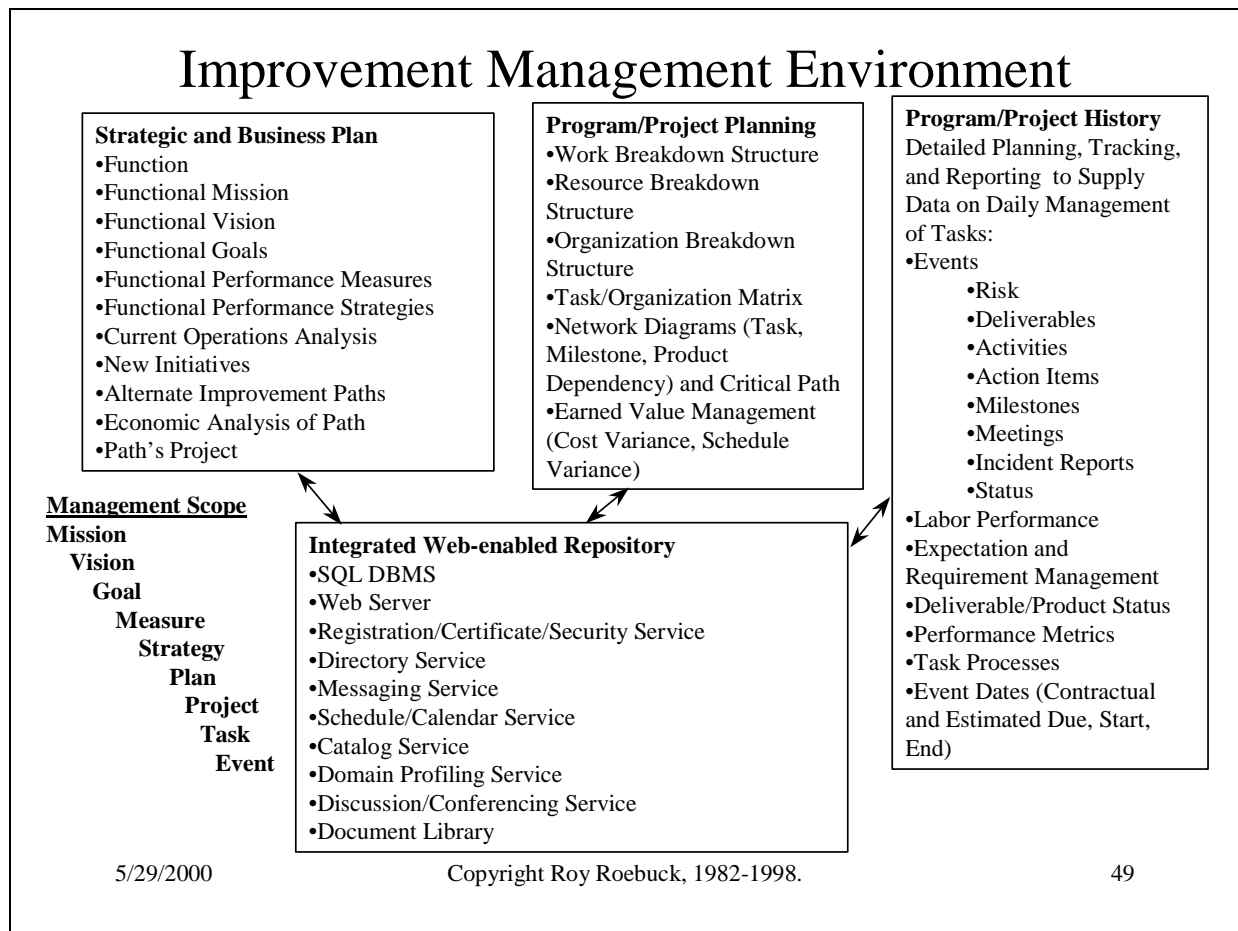 Improvement Management Environment
Strategic and Business Plan
•Function
•Functional Mission
•Functional Vision
•Functional Goals
•Functional Performance Measures
•Functional Performance Strategies
•Current Operations Analysis
•New Initiatives
•Alternate Improvement Paths
•Economic Analysis of Path
•Path’s Project
Program/Project Planning
•Work Breakdown Structure
•Resource Breakdown
Structure
•Organization Breakdown
Structure
•Task/Organization Matrix
•Network Diagrams (Task,
Milestone, Product
Dependency) and Critical Path
•Earned Value Management
(Cost Variance, Schedule
Variance)
Program/Project History
Detailed Planning, Tracking,
and Reporting to Supply
Data on Daily Management
of Tasks:
•Events
•Risk
•Deliverables
•Activities
•Action Items
•Milestones
•Meetings
•Incident Reports
•Status
•Labor Performance
•Expectation and
Requirement Management
•Deliverable/Product Status
•Performance Metrics
•Task Processes
•Event Dates (Contractual
and Estimated Due, Start,
End)
Management Scope
Mission
Vision
Goal
Measure
Strategy
Plan
Project
Task
Event
Integrated Web-enabled Repository
•SQL DBMS
•Web Server
•Registration/Certificate/Security Service
•Directory Service
•Messaging Service
•Schedule/Calendar Service
•Catalog Service
•Domain Profiling Service
•Discussion/Conferencing Service
•Document Library
5/29/2000
Copyright Roy Roebuck, 1982-1998.
49